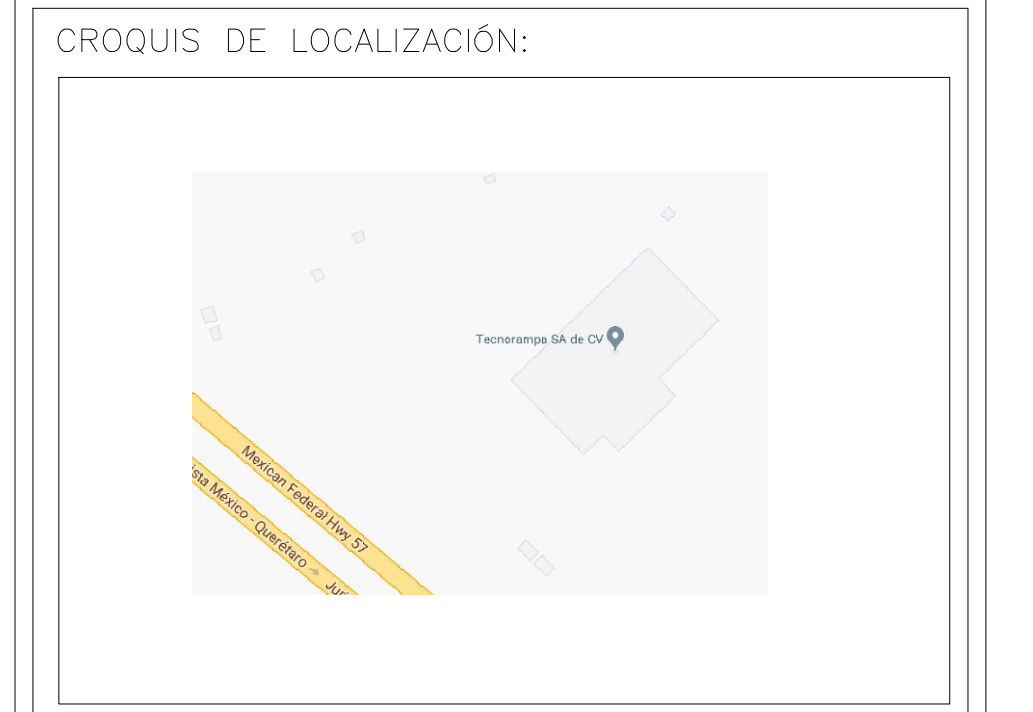 CROQUIS DE LOCALIZACIÓN:
Tecnorampa SA de CV
Mexican Federal Hwy 57
ista México - Querétaro